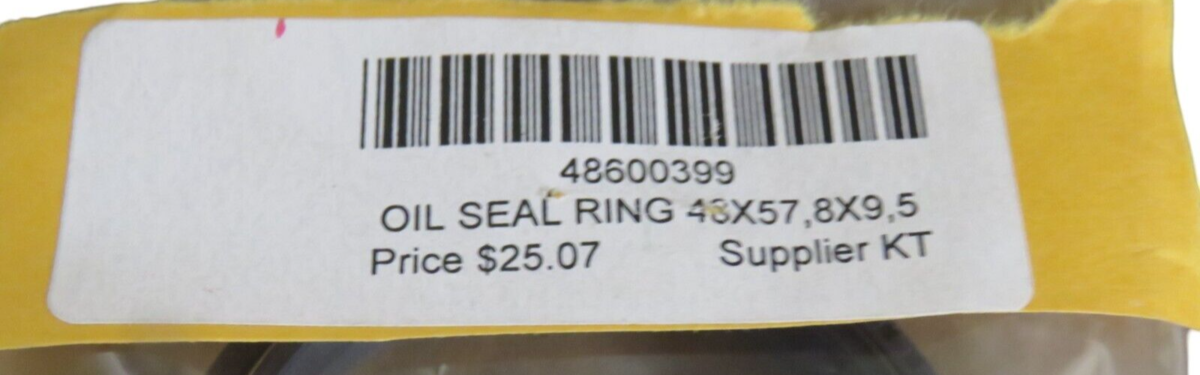 48600399
OIL SEAL RING 48X57,8X9,5
Price $25.07 Supplier KT